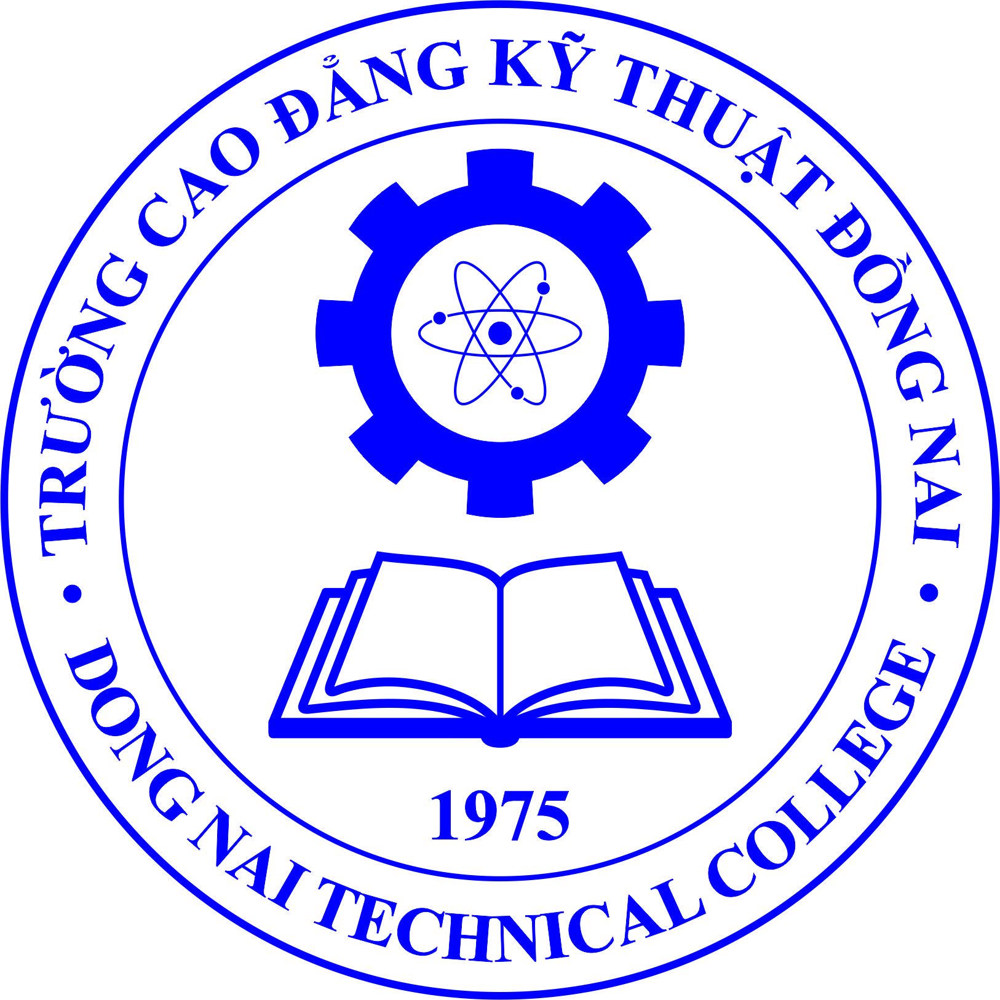 TRƯỜNG CAO ĐẲNG KỸ THUẬT ĐỒNG NAI
1975
DONG NAI TECHNICAL COLLEGE